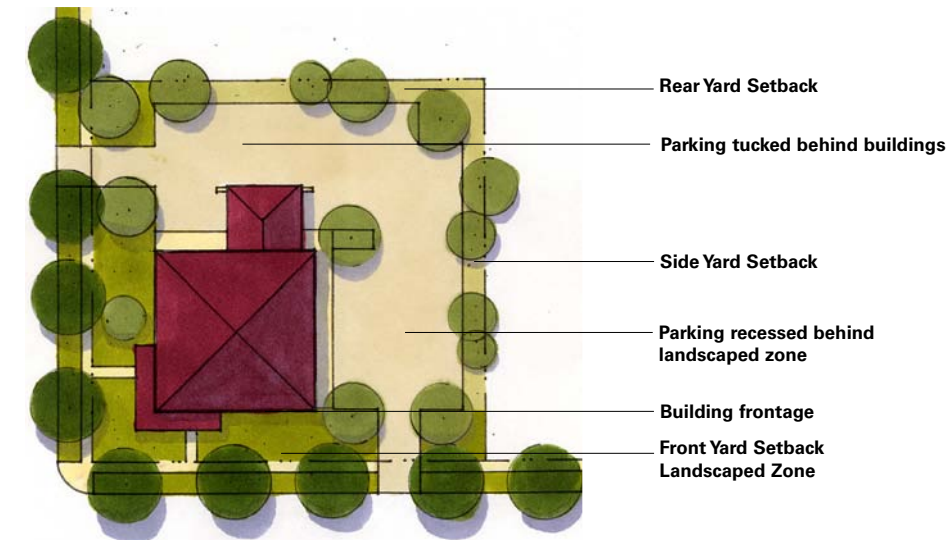 Rear Yard Setback
Parking tucked behind buildings
Side Yard Setback
Parking recessed behind
landscaped zone
Building frontage
Front Yard Setback
Landscaped Zone